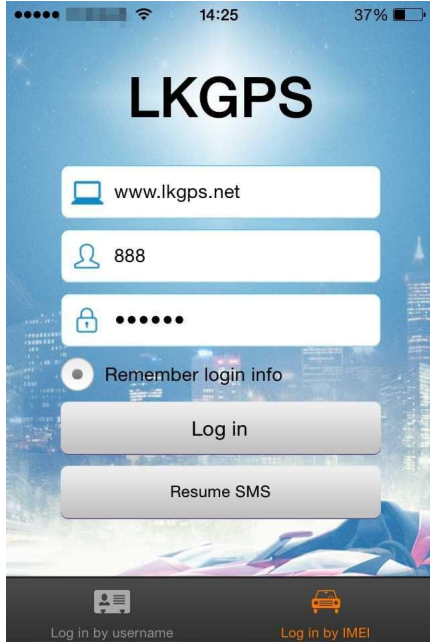 14:25
37%
LKGPS
www.lkgps.net
888
••••••
Remember login info
Log in
Resume SMS
Log in by username
Log in by IMEI